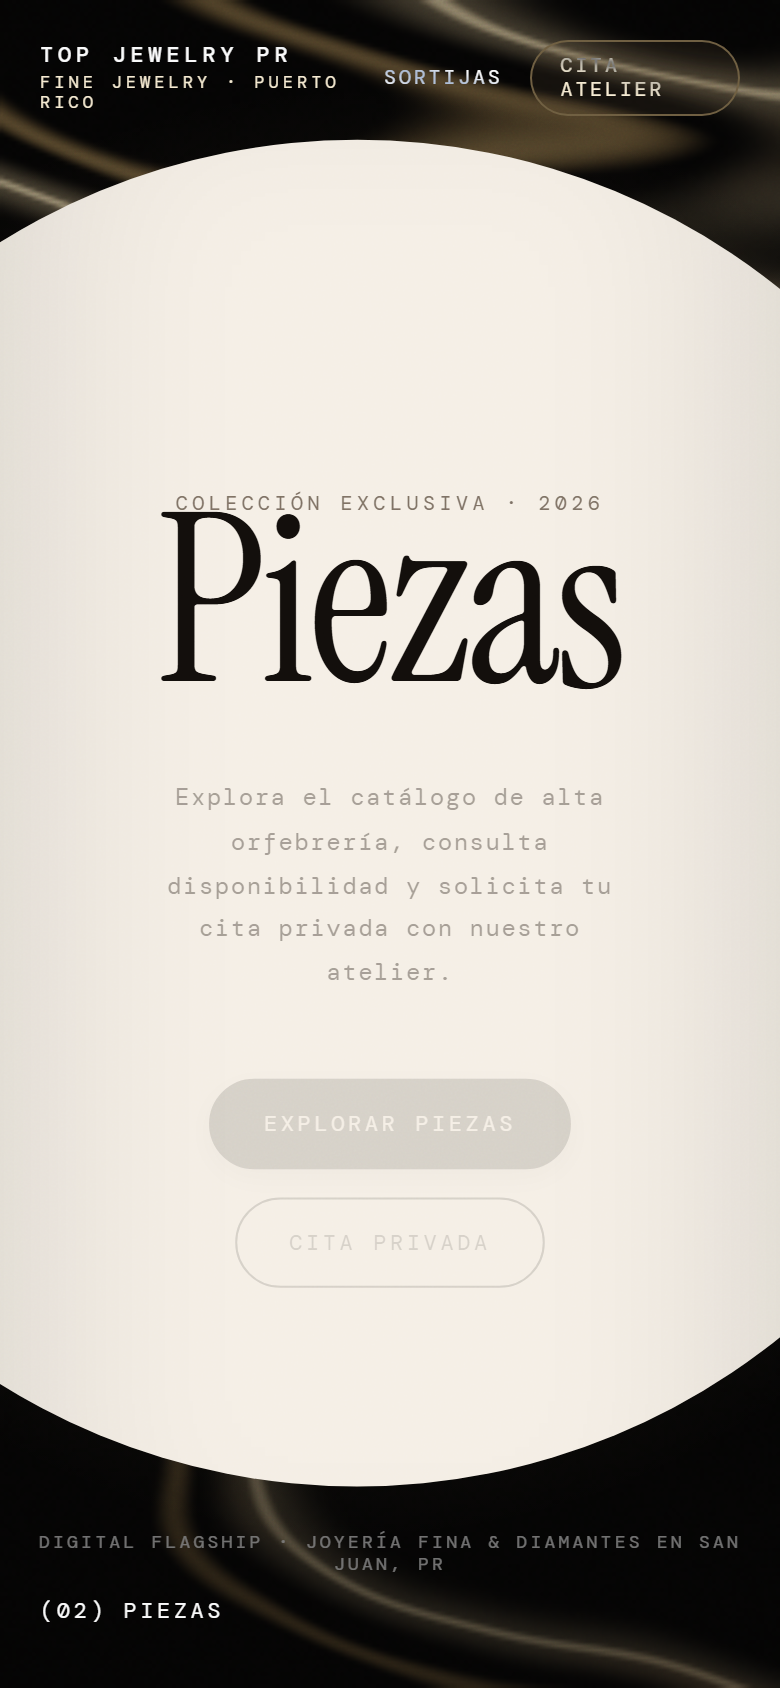 TOP JEWELRY PR
FINE JEWELRY · PUERTO
RICO
SORTIJAS
CITA
ATELIER
COLECCIÓN EXCLUSIVA · 2026
Piezas
Explora el catálogo de alta
orfebrería, consulta
disponibilidad y solicita tu
cita privada con nuestro
atelier.
EXPLORAR PIEZAS
CITA PRIVADA
DIGITAL FLAGSHIP · JOYERÍA FINA & DIAMANTES EN SAN
JUAN, PR
(02) PIEZAS